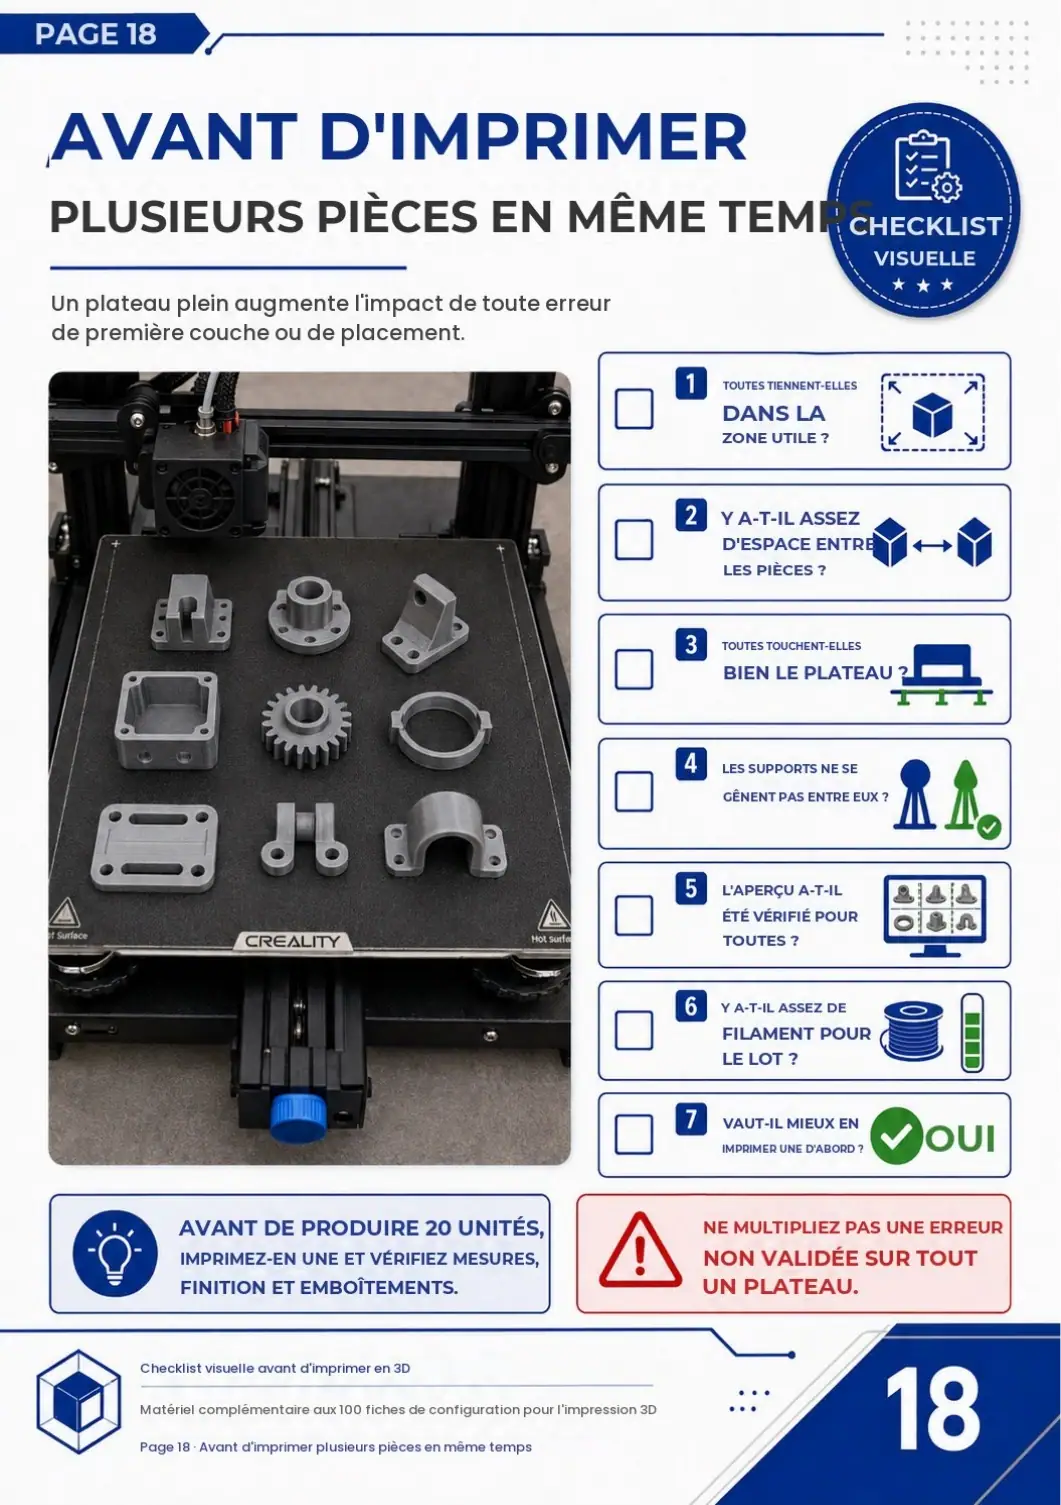 PAGE 18
AVANT D'IMPRIMER
PLUSIEURS PIÈCES EN MÊME TEMPS
CHECKLIST
VISUELLE
Un plateau plein augmente l'impact de toute erreur
de première couche ou de placement.
1
TOUTES TIENNENT-ELLES
DANS LA
ZONE UTILE ?
2
Y A-T-IL ASSEZ
D'ESPACE ENTRE
LES PIÈCES ?
3
TOUTES TOUCHENT-ELLES
BIEN LE PLATEAU ?
4
LES SUPPORTS NE SE
GÊNENT PAS ENTRE EUX ?
5
L'APERÇU A-T-IL
ÉTÉ VÉRIFIÉ POUR
TOUTES ?
6
Y A-T-IL ASSEZ DE
FILAMENT POUR
LE LOT ?
7
VAUT-IL MIEUX EN
IMPRIMER UNE D'ABORD ?
OUI
ot Surface
CREALITY
Hot surfa
AVANT DE PRODUIRE 20 UNITÉS,
IMPRIMEZ-EN UNE ET VÉRIFIEZ MESURES,
FINITION ET EMBOÎTEMENTS.
NE MULTIPLIEZ PAS UNE ERREUR
NON VALIDÉE SUR TOUT
UN PLATEAU.
Checklist visuelle avant d'imprimer en 3D
Matériel complémentaire aux 100 fiches de configuration pour l'impression 3D
Page 18 · Avant d'imprimer plusieurs pièces en même temps
18